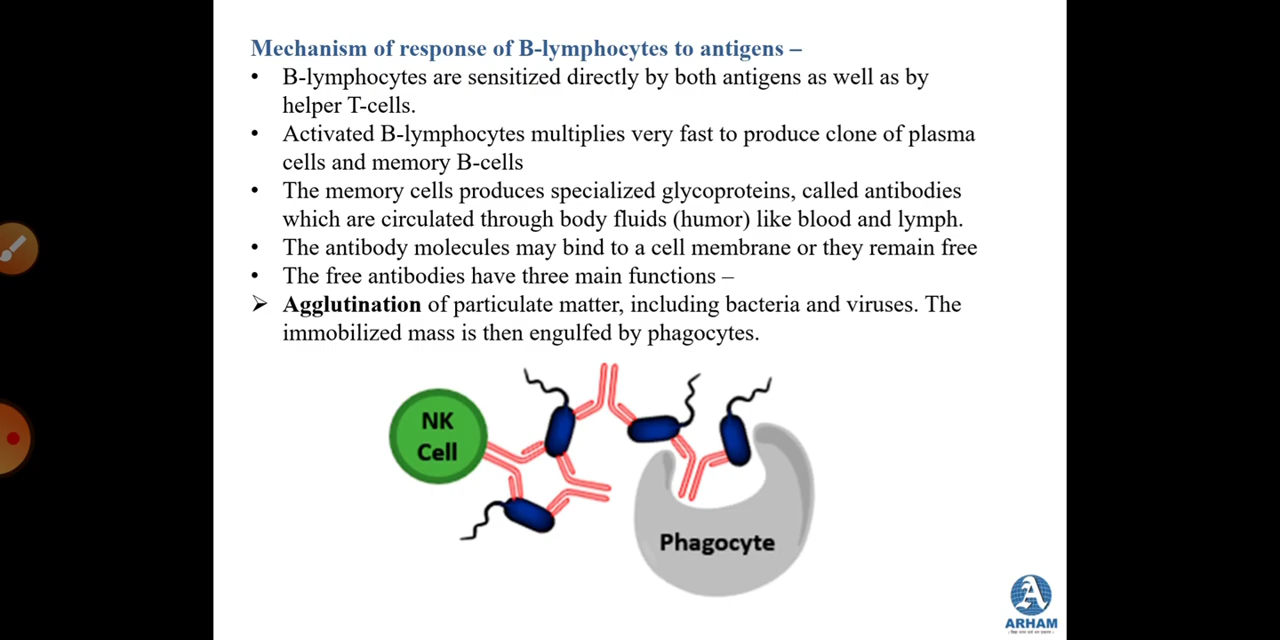 Mechanism of response of B-lymphocytes to antigens –
• B-lymphocytes are sensitized directly by both antigens as well as by
helper T-cells.
• Activated B-lymphocytes multiplies very fast to produce clone of plasma
cells and memory B-cells
• The memory cells produces specialized glycoproteins, called antibodies
which are circulated through body fluids (humor) like blood and lymph.
• The antibody molecules may bind to a cell membrane or they remain free
• The free antibodies have three main functions –
➢ Agglutination of particulate matter, including bacteria and viruses. The
immobilized mass is then engulfed by phagocytes.
NK
Cell
Phagocyte
A
ARHAM